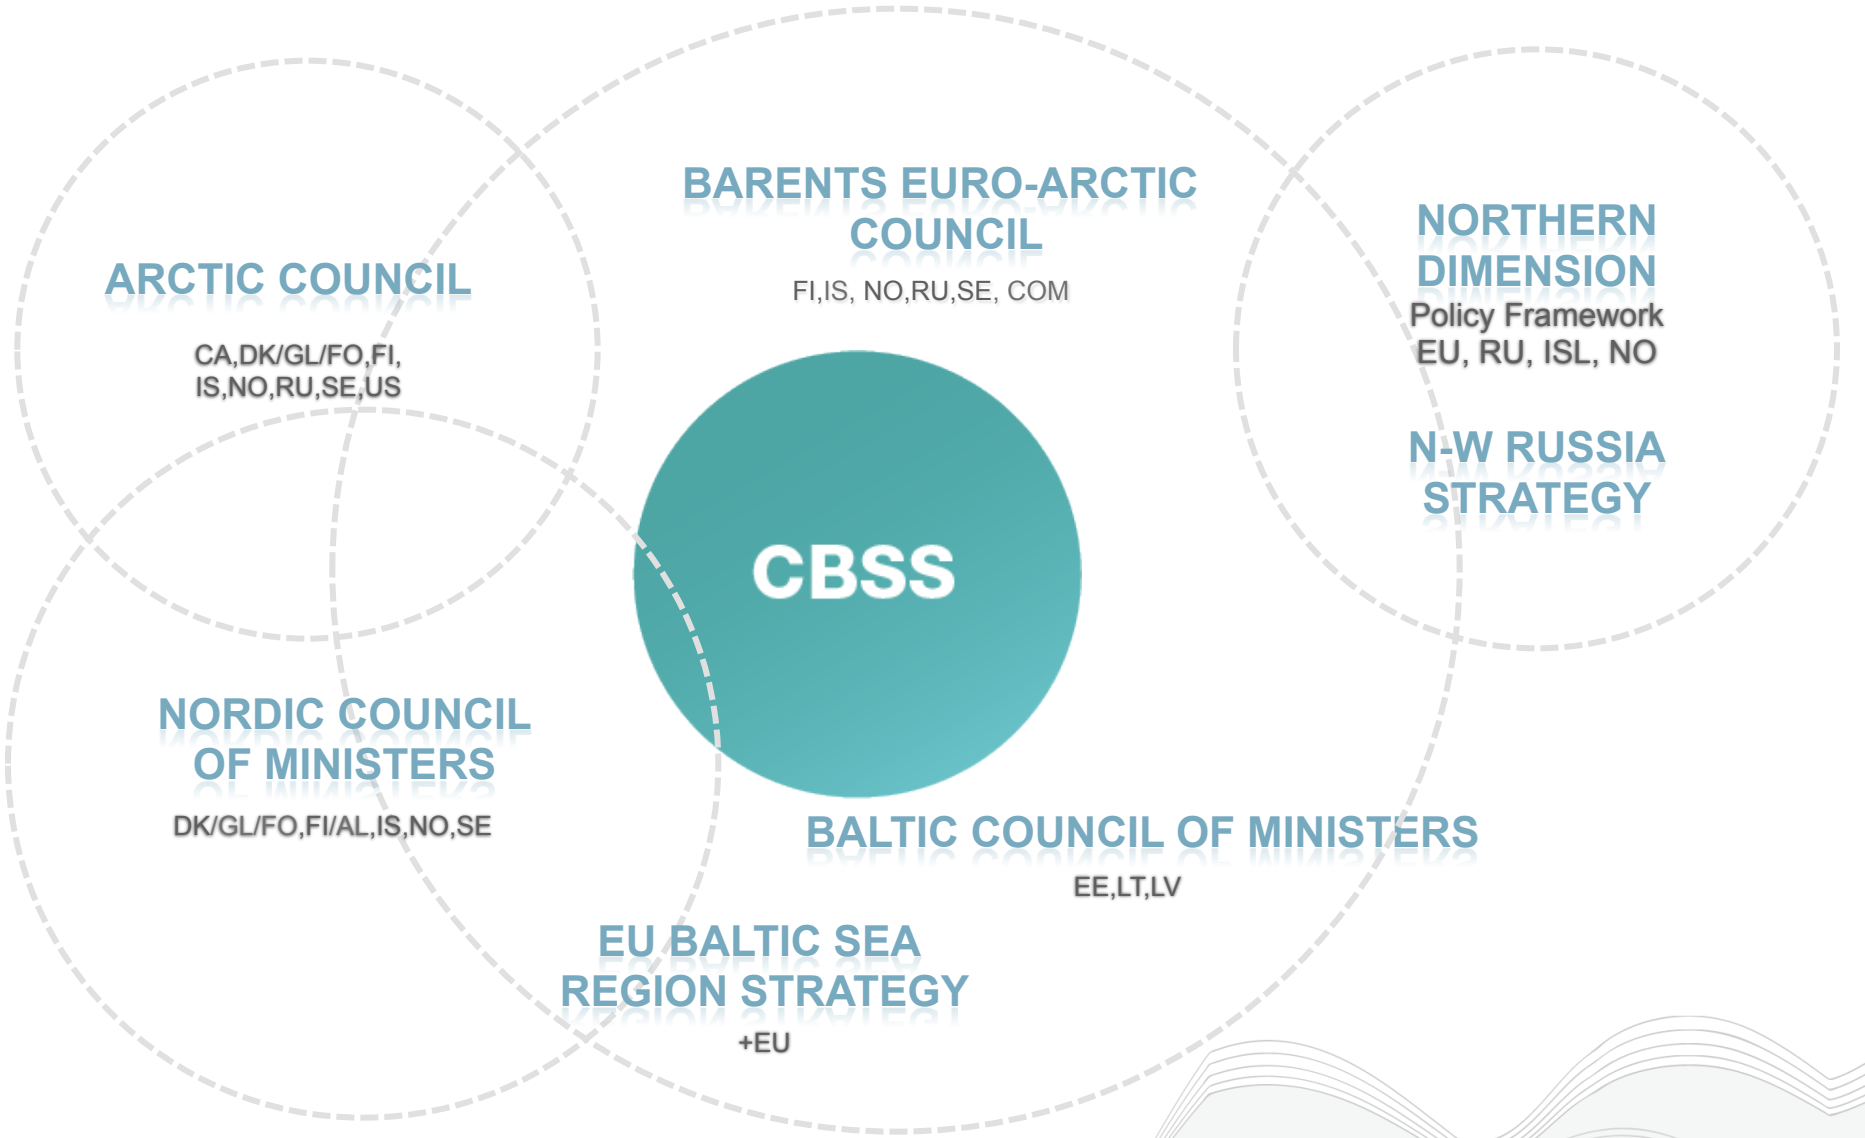 ARCTIC COUNCIL
CA,DK/GL/FO,FI,
IS,NO,RU,SE,US
BARENTS EURO-ARCTIC
COUNCIL
FI,IS, NO,RU,SE, COM
NORTHERN
DIMENSION
Policy Framework
EU, RU, ISL, NO
N-W RUSSIA
STRATEGY
CBSS
NORDIC COUNCIL
OF MINISTERS
DK/GL/FO,FI/AL,IS,NO,SE
BALTIC COUNCIL OF MINISTERS
EE,LT,LV
EU BALTIC SEA
REGION STRATEGY
+EU